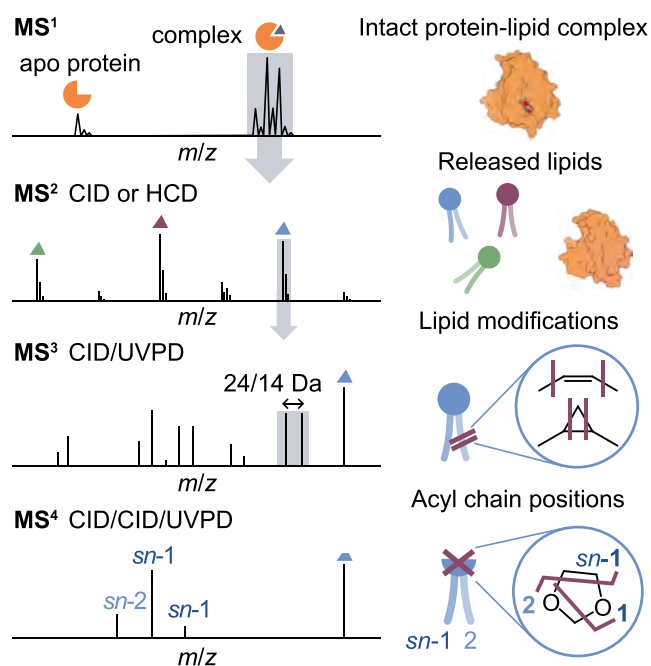 MS¹
complex
apo protein
m/z
Intact protein-lipid complex
Released lipids
MS² CID or HCD
m/z
Lipid modifications
MS³ CID/UVPD
24/14 Da
m/z
Acyl chain positions
MS⁴ CID/CID/UVPD
sn-1
sn-2
sn-1
m/z
sn-1 2
sn-1
2
O
O
1